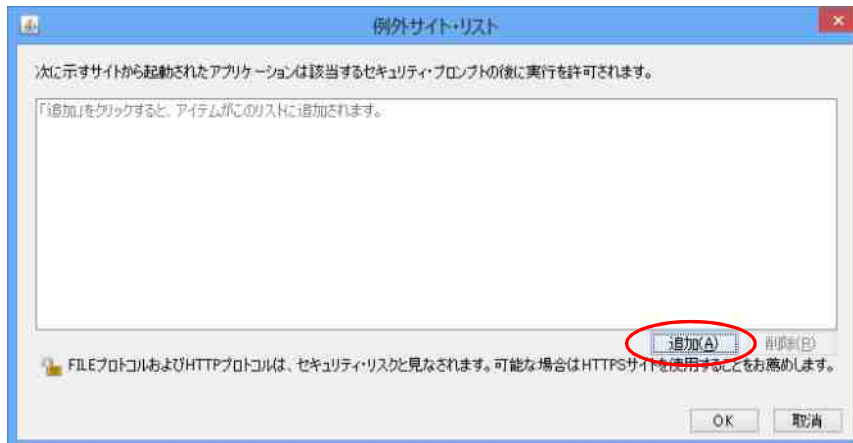 例外サイト・リスト
次に示すサイトから起動されたアプリケーションは該当するセキュリティ・プロンプトの後に実行を許可されます。
「追加」をクリックすると、アイテムがこのリストに追加されます。
追加(A) 削除(R)
FILEプロトコルおよびHTTPプロトコルは、セキュリティ・リスクと見なされます。可能な場合はHTTPSサイトを使用することをお薦めします。
OK 取消